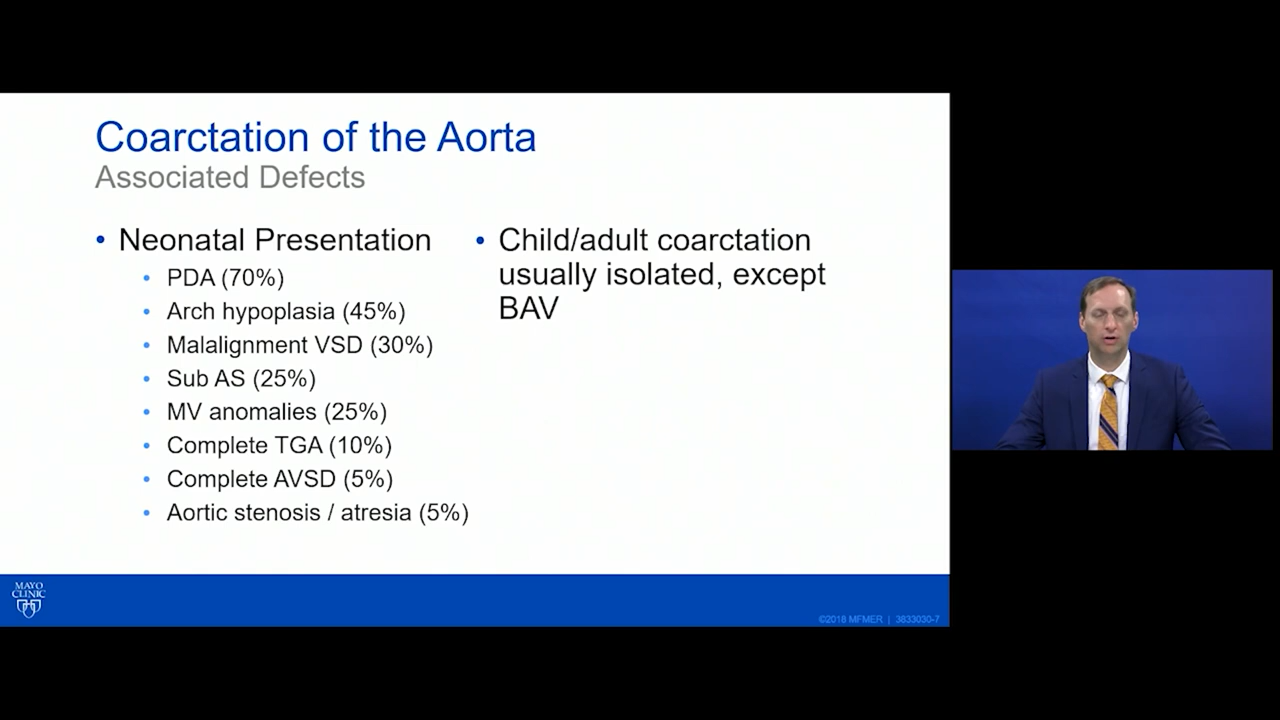 Coarctation of the Aorta
Associated Defects
• Neonatal Presentation
• PDA (70%)
• Arch hypoplasia (45%)
• Malalignment VSD (30%)
• Sub AS (25%)
• MV anomalies (25%)
• Complete TGA (10%)
• Complete AVSD (5%)
• Aortic stenosis / atresia (5%)
• Child/adult coarctation
usually isolated, except
BAV
MAYO
CLINIC
©2018 MFMER | 3833030-7